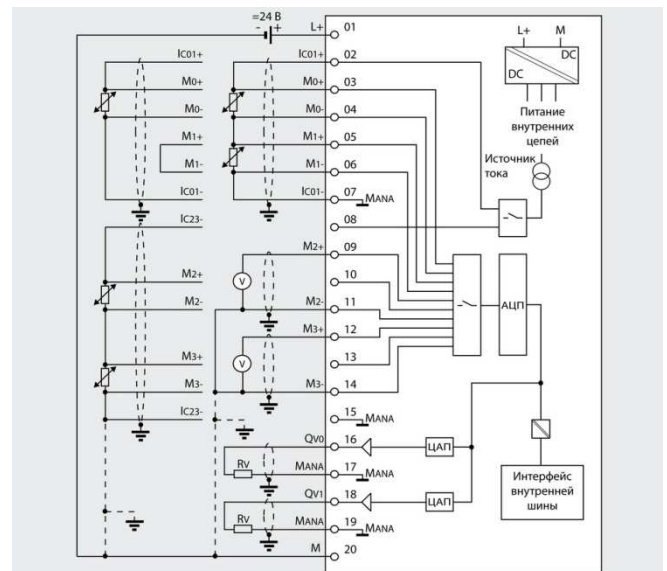 =24 В
- +
L+ 01
L+ M
IC01+ IC01+ 02
DC
DC
M0+ M0+ 03
M0- M0- 04
Питание
внутренних
цепей
M1+ M1+ 05
M1- M1- 06
Источник
тока
IC01- IC01- 07 MANA
IC23- 08
M2+ 09
V
M2+ 10
M2- M2- 11
АЦП
M3+ 12
V
M3+ 13
M3- M3- 14
IC23- 15 MANA
QV0 16 ЦАП
RV MANA 17 MANA
QV1 18 ЦАП
Интерфейс
внутренней
шины
RV MANA 19 MANA
M 20